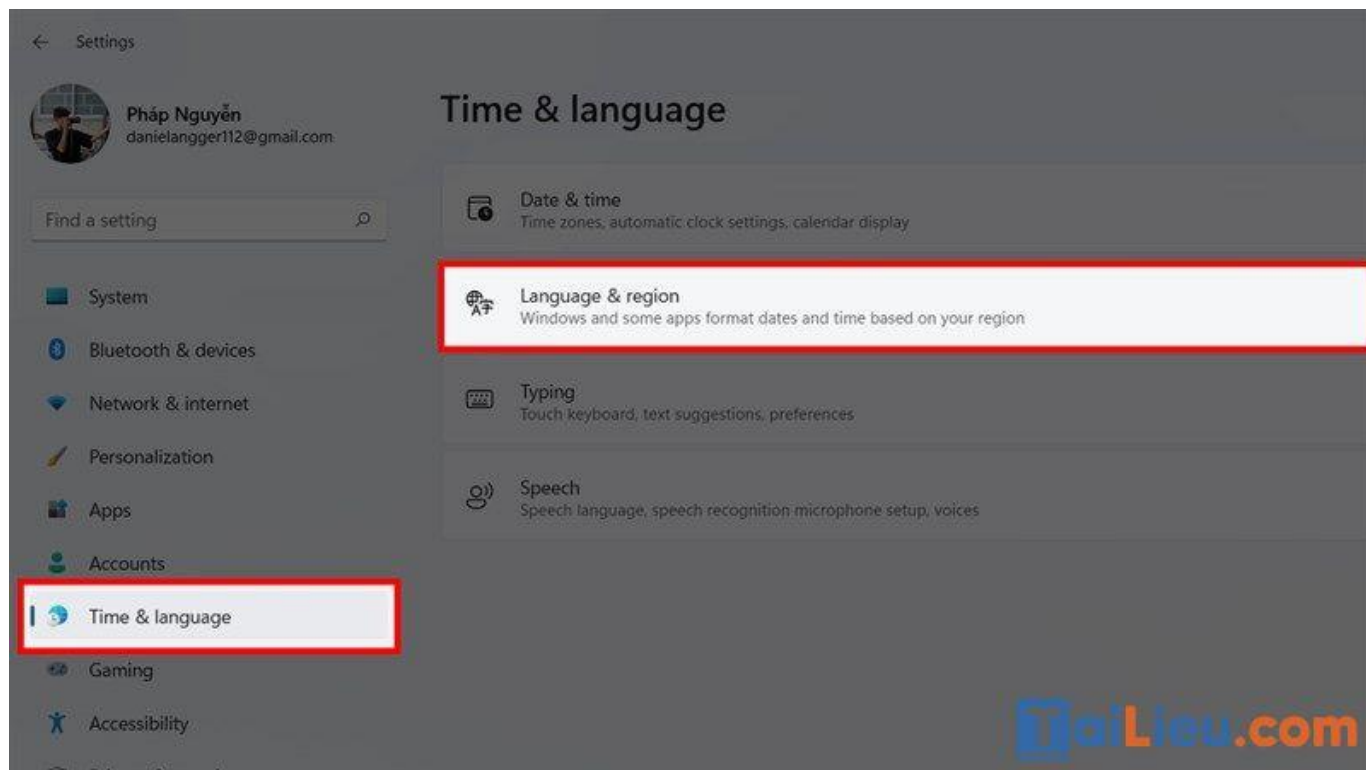 Settings
Pháp Nguyễn
danielangger112@gmail.com
Find a setting
System
Bluetooth & devices
Network & internet
Personalization
Apps
Accounts
Time & language
Gaming
Accessibility
Time & language
Date & time
Time zones, automatic clock settings, calendar display
Language & region
Windows and some apps format dates and time based on your region
Typing
Touch keyboard, text suggestions, preferences
Speech
Speech language, speech recognition microphone setup, voices
TaiLieu.com